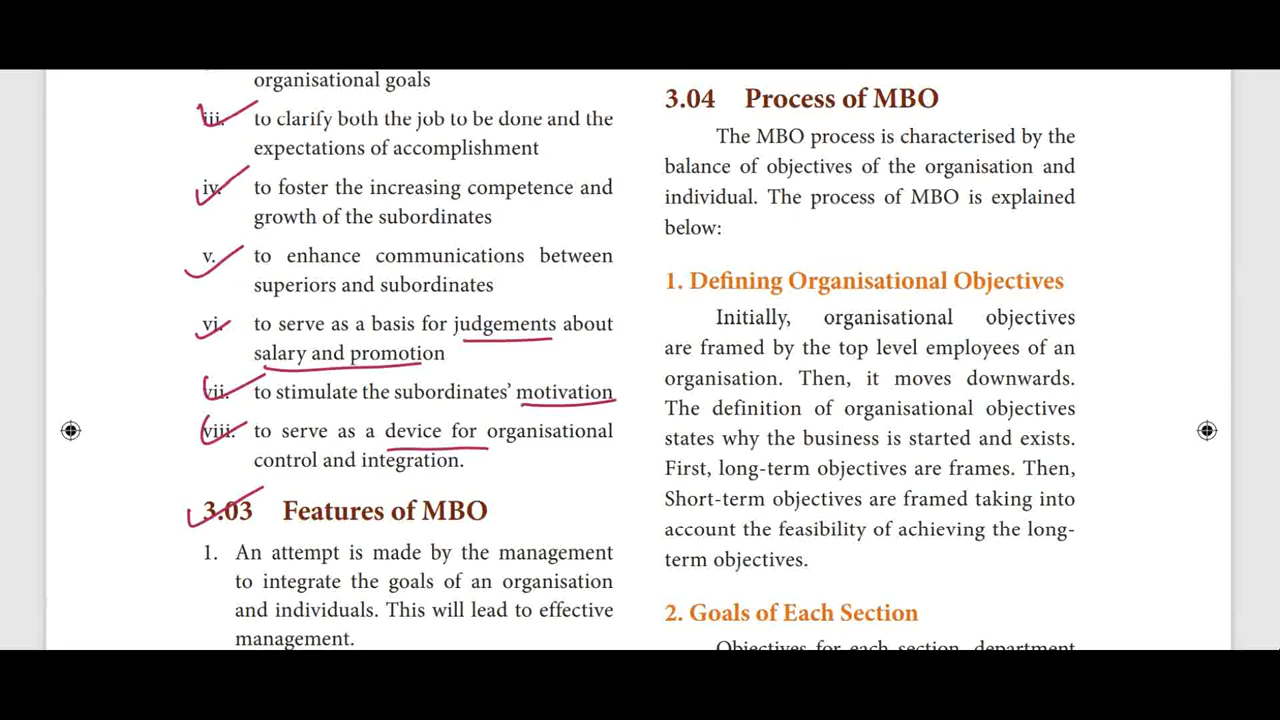 organisational goals
iii. to clarify both the job to be done and the
expectations of accomplishment
iv. to foster the increasing competence and
growth of the subordinates
v. to enhance communications between
superiors and subordinates
vi. to serve as a basis for judgements about
salary and promotion
vii. to stimulate the subordinates’ motivation
viii. to serve as a device for organisational
control and integration.
3.03 Features of MBO
1. An attempt is made by the management
to integrate the goals of an organisation
and individuals. This will lead to effective
management.
3.04 Process of MBO
The MBO process is characterised by the
balance of objectives of the organisation and
individual. The process of MBO is explained
below:
1. Defining Organisational Objectives
Initially, organisational objectives
are framed by the top level employees of an
organisation. Then, it moves downwards.
The definition of organisational objectives
states why the business is started and exists.
First, long-term objectives are frames. Then,
Short-term objectives are framed taking into
account the feasibility of achieving the long-
term objectives.
2. Goals of Each Section
Objectives for each section, department